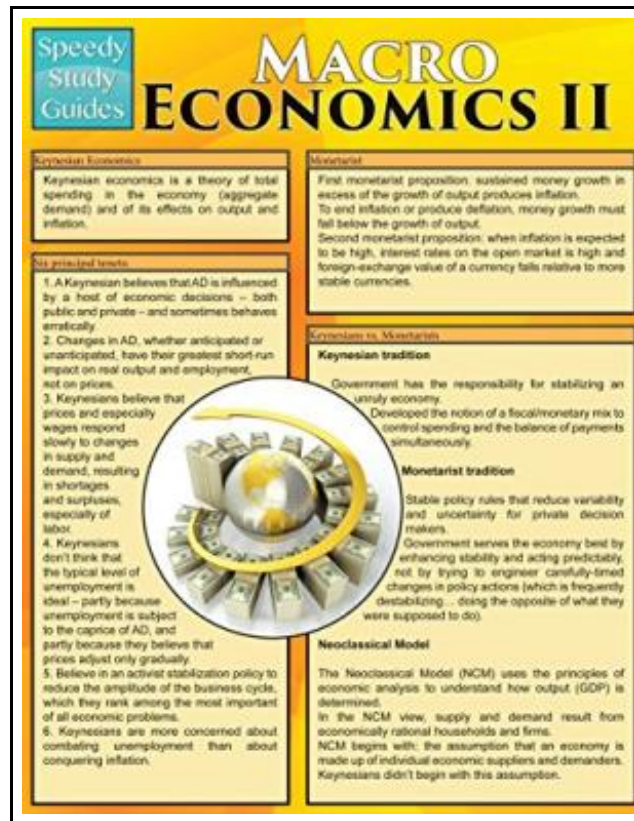 Speedy
Study
Guides
MACRO
ECONOMICS II
Keynesian Economics
Keynesian economics is a theory of total
spending in the economy (aggregate
demand) and of its effects on output and
inflation.
Six principal tenets
1. A Keynesian believes that AD is influenced
by a host of economic decisions – both
public and private – and sometimes behaves
erratically.
2. Changes in AD, whether anticipated or
unanticipated, have their greatest short-run
impact on real output and employment,
not on prices.
3. Keynesians believe that
prices and especially
wages respond
slowly to changes
in supply and
demand, resulting
in shortages
and surpluses,
especially of
labor.
4. Keynesians
don't think that
the typical level of
unemployment is
ideal – partly because
unemployment is subject
to the caprice of AD, and
partly because they believe that
prices adjust only gradually.
5. Believe in an activist stabilization policy to
reduce the amplitude of the business cycle,
which they rank among the most important
of all economic problems.
6. Keynesians are more concerned about
combating unemployment than about
conquering inflation.
Monetarist
First monetarist proposition: sustained money growth in
excess of the growth of output produces inflation.
To end inflation or produce deflation, money growth must
fall below the growth of output.
Second monetarist proposition: when inflation is expected
to be high, interest rates on the open market is high and
foreign-exchange value of a currency falls relative to more
stable currencies.
Keynesians vs. Monetarists
Keynesian tradition
Government has the responsibility for stabilizing an
unruly economy.
Developed the notion of a fiscal/monetary mix to
control spending and the balance of payments
simultaneously.
Monetarist tradition
Stable policy rules that reduce variability
and uncertainty for private decision
makers.
Government serves the economy best by
enhancing stability and acting predictably,
not by trying to engineer carefully-timed
changes in policy actions (which is frequently
destabilizing... doing the opposite of what they
were supposed to do).
Neoclassical Model
The Neoclassical Model (NCM) uses the principles of
economic analysis to understand how output (GDP) is
determined.
In the NCM view, supply and demand result from
economically rational households and firms.
NCM begins with: the assumption that an economy is
made up of individual economic suppliers and demanders.
Keynesians didn't begin with this assumption.